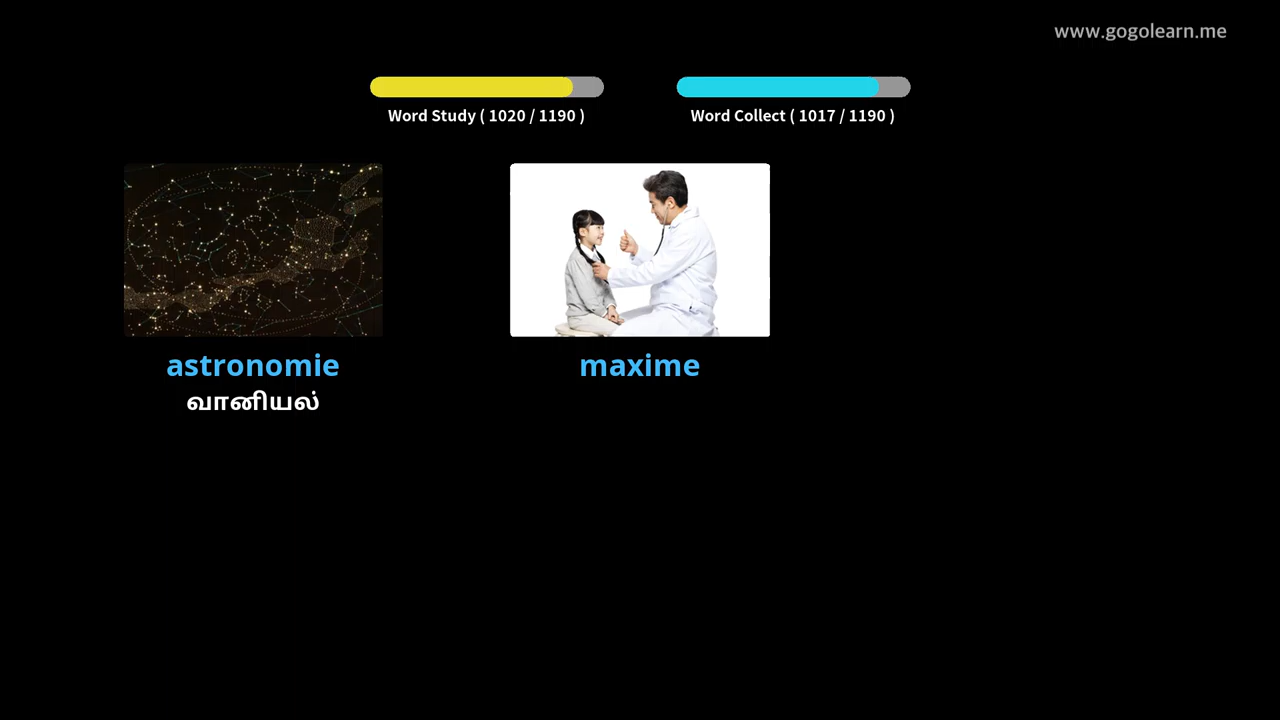 www.gogolearn.me
Word Study ( 1020 / 1190 )
Word Collect ( 1017 / 1190 )
astronomie
வானியல்
maxime